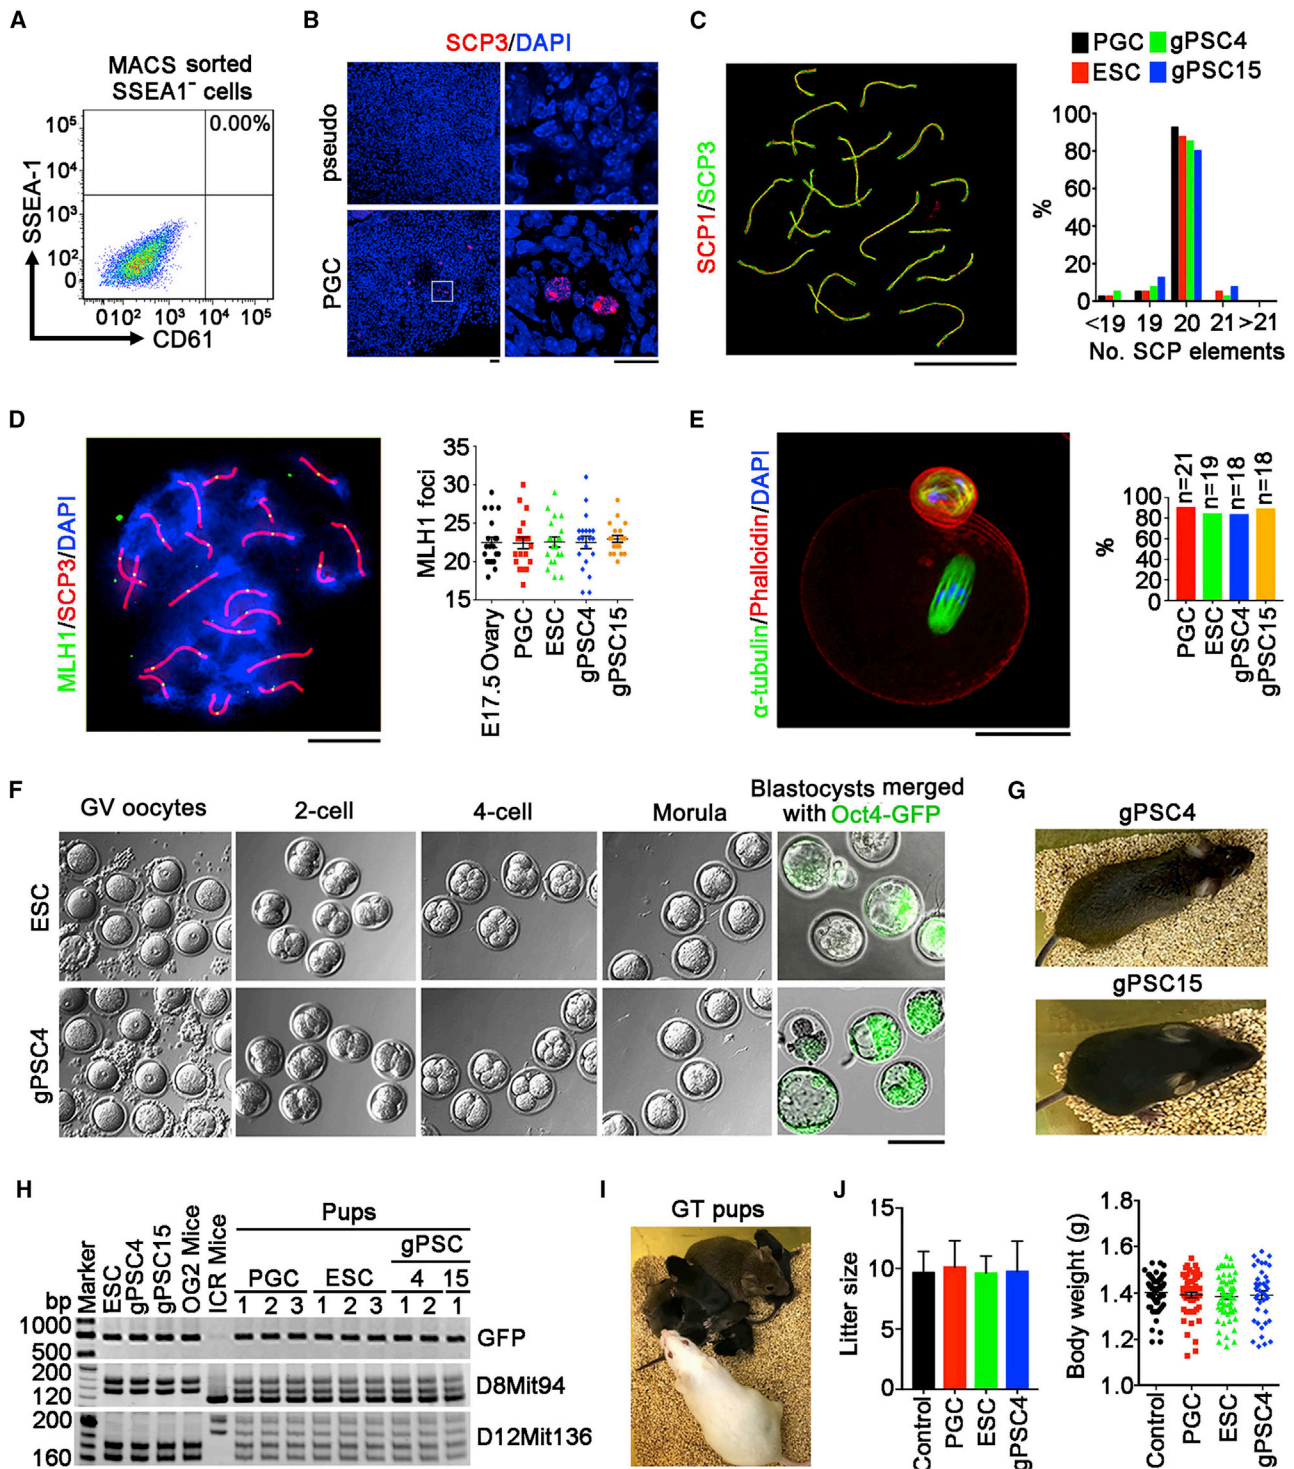 A
MACS sorted
SSEA1⁻ cells
0.00%
10⁵
10⁴
10³
10²
0
SSEA-1
0 10² 10³ 10⁴ 10⁵
CD61
B
SCP3/DAPI
pseudo
PGC
C
SCP1/SCP3
PGC
gPSC4
ESC
gPSC15
100
80
60
40
20
0
%
<19 19 20 21 >21
No. SCP elements
D
MLH1/SCP3/DAPI
35
30
25
20
15
MLH1 foci
E17.5 Ovary
PGC
ESC
gPSC4
gPSC15
E
α-tubulin/Phalloidin/DAPI
n=21
n=19
n=18
n=18
100
80
60
40
20
0
%
PGC
ESC
gPSC4
gPSC15
F
GV oocytes
2-cell
4-cell
Morula
Blastocysts merged
with Oct4-GFP
ESC
gPSC4
G
gPSC4
gPSC15
H
Pups
gPSC
PGC ESC 4 15
1 2 3 1 2 3 1 2 1
Marker
ESC
gPSC4
gPSC15
OG2 Mice
ICR Mice
bp
1000
500
GFP
200
120
D8Mit94
200
160
D12Mit136
I
GT pups
J
15
10
5
0
Litter size
Control
PGC
ESC
gPSC4
1.8
1.6
1.4
1.2
1.0
Body weight (g)
Control
PGC
ESC
gPSC4